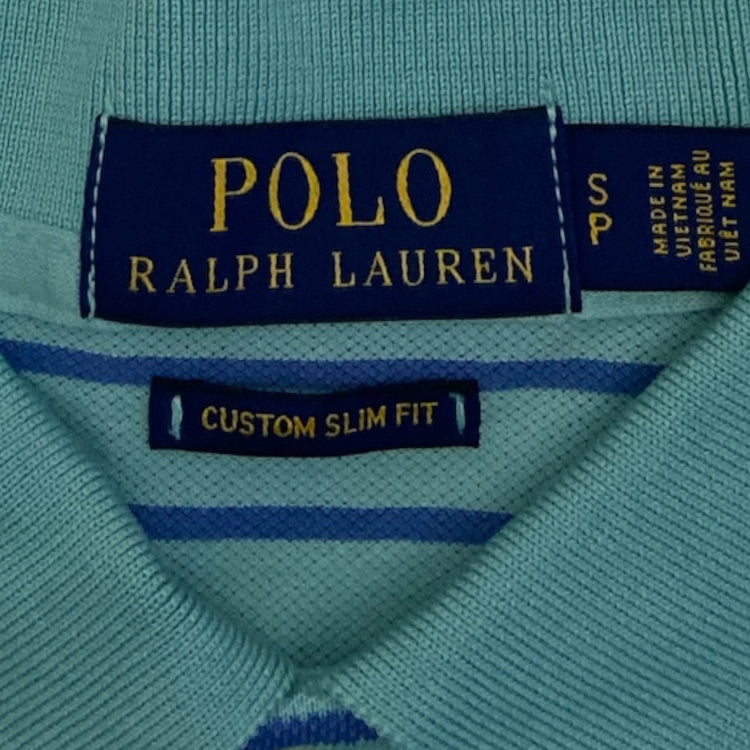 POLO
RALPH LAUREN
S
P
MADE IN
VIETNAM
FABRIQUÉ AU
VIÊT NAM
CUSTOM SLIM FIT